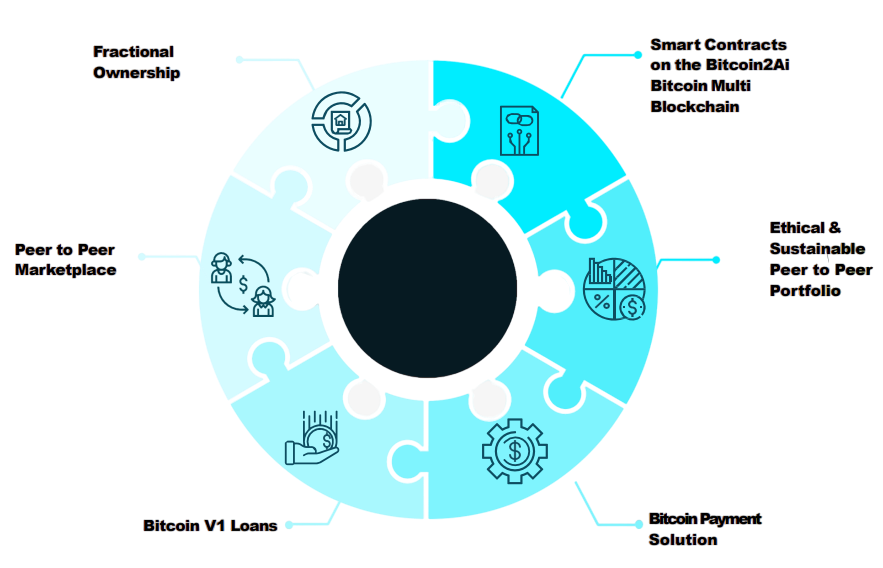 Fractional
Ownership
Smart Contracts
on the Bitcoin2Ai
Bitcoin Multi
Blockchain
Peer to Peer
Marketplace
Ethical &
Sustainable
Peer to Peer
Portfolio
Bitcoin V1 Loans
Bitcoin Payment
Solution